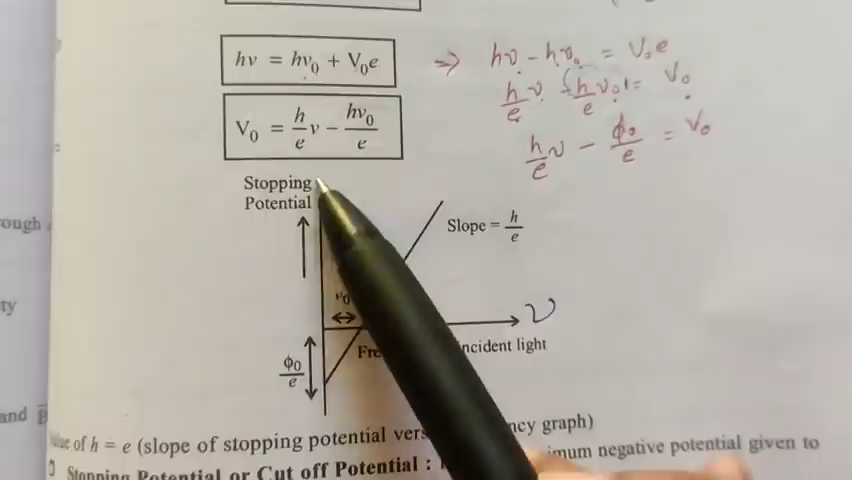 hν = hν₀ + V₀e
⇒ hν - hν₀ = V₀e
h/e ν - h/e ν₀ = V₀
V₀ = h/e ν − hν₀/e
h/e ν - ϕ₀/e = V₀
Stopping
Potential
Slope = h/e
ough
ν₀
ν
ty
incident light
ϕ₀/e
and B
of h = e (slope of stopping potential ncy graph)
Stopping Potential or Cut off Potential : imum negative potential given to